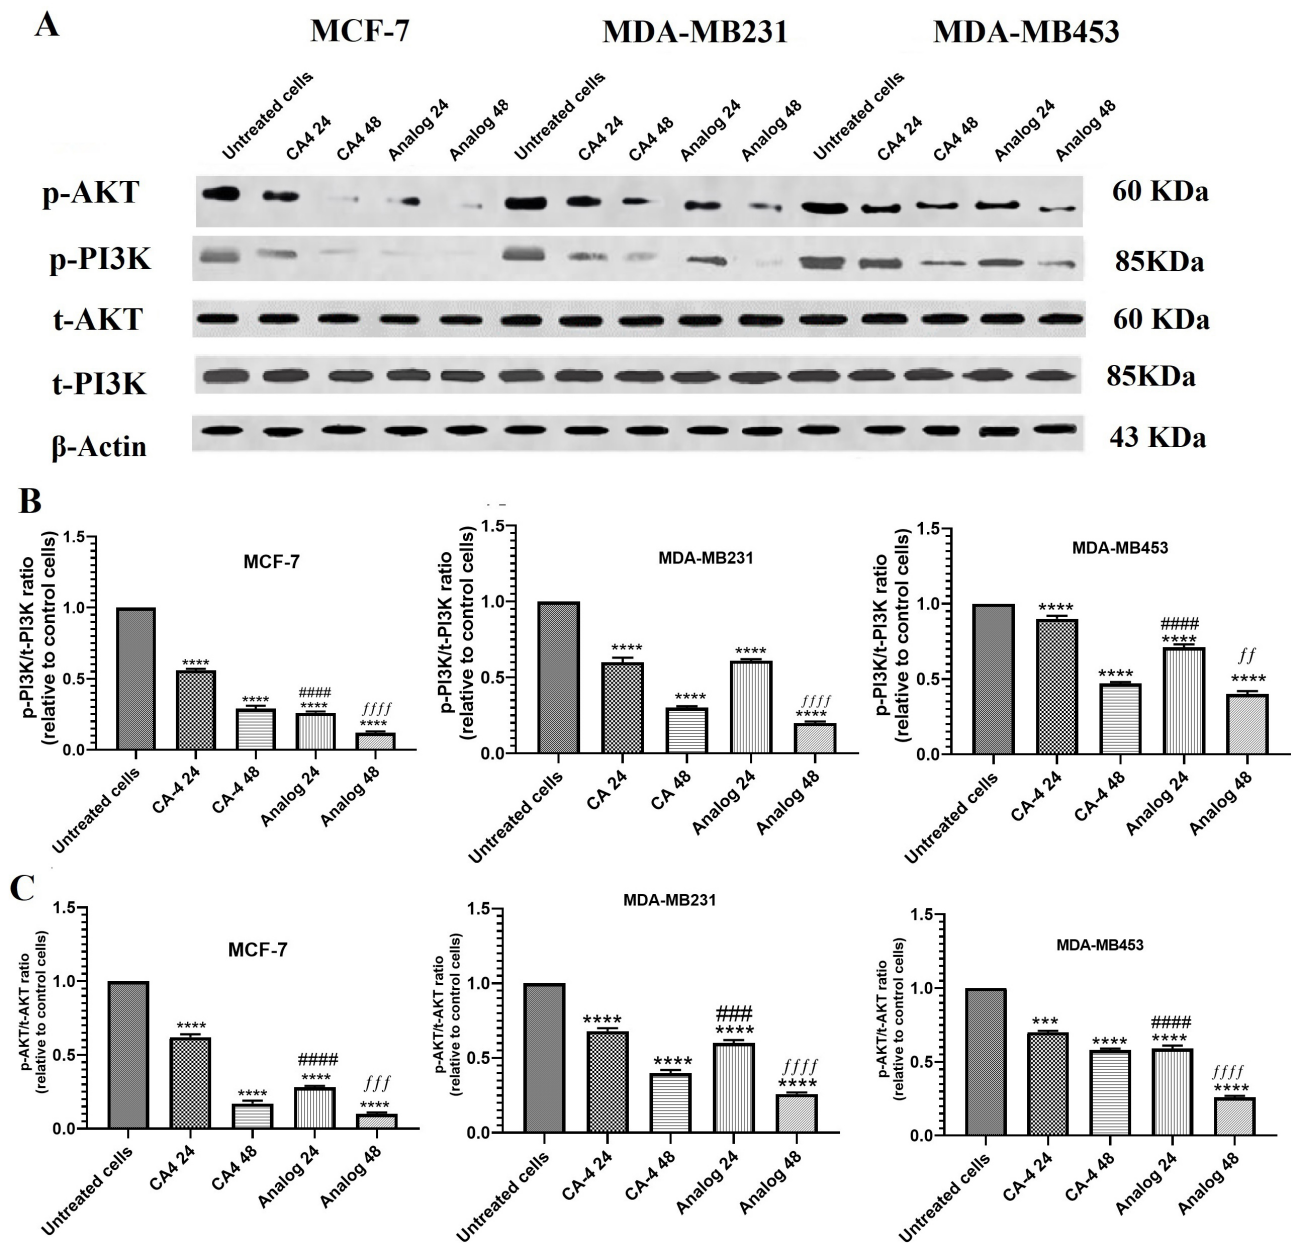 A
MCF-7
MDA-MB231
MDA-MB453
Untreated cells
CA4 24
CA4 48
Analog 24
Analog 48
Untreated cells
CA4 24
CA4 48
Analog 24
Analog 48
Untreated cells
CA4 24
CA4 48
Analog 24
Analog 48
p-AKT
60 KDa
p-PI3K
85KDa
t-AKT
60 KDa
t-PI3K
85KDa
β-Actin
43 KDa
B
p-PI3K/t-PI3K ratio
(relative to control cells)
1.5
1.0
0.5
0.0
MCF-7
****
****
####
****
ffff
****
Untreated cells
CA-4 24
CA-4 48
Analog 24
Analog 48
p-PI3K/t-PI3K ratio
(relative to control cells)
1.5
1.0
0.5
0.0
MDA-MB231
****
****
****
ffff
****
Untreated cells
CA 24
CA 48
Analog 24
Analog 48
p-PI3K/t-PI3K ratio
(relative to control cells)
1.5
1.0
0.5
0.0
MDA-MB453
****
****
####
****
ff
****
Untreated cells
CA-4 24
CA-4 48
Analog 24
Analog 48
C
p-AKT/t-AKT ratio
(relative to control cells)
1.5
1.0
0.5
0.0
MCF-7
****
****
####
****
fff
****
Untreated cells
CA4 24
CA4 48
Analog 24
Analog 48
p-AKT/t-AKT ratio
(relative to control cells)
1.5
1.0
0.5
0.0
MDA-MB231
****
****
###
****
ffff
****
Untreated cells
CA-4 24
CA-4 48
Analog 24
Analog 48
p-AKT/t-AKT ratio
(relative to control cells)
1.5
1.0
0.5
0.0
MDA-MB453
***
****
####
****
ffff
****
Untreated cells
CA-4 24
CA-4 48
Analog 24
Analog 48